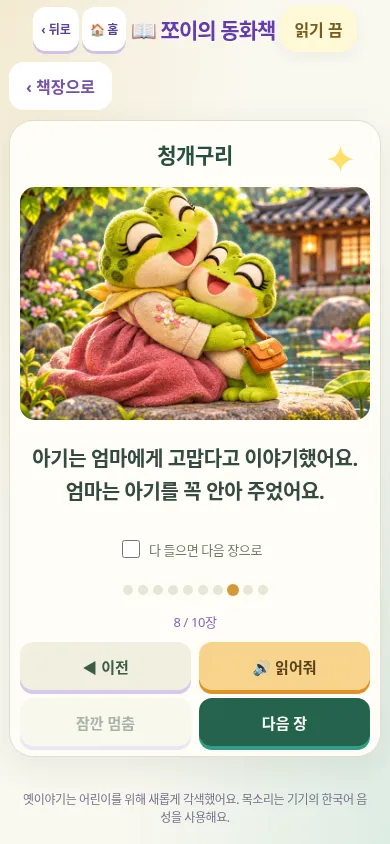 ‹ 뒤로
🏠 홈
📖 쪼이의 동화책
읽기 끔
‹ 책장으로
청개구리
아기는 엄마에게 고맙다고 이야기했어요.
엄마는 아기를 꼭 안아 주었어요.
다 들으면 다음 장으로
8 / 10장
◀ 이전
🔊 읽어줘
잠깐 멈춤
다음 장
옛이야기는 어린이를 위해 새롭게 각색했어요. 목소리는 기기의 한국어 음
성을 사용해요.